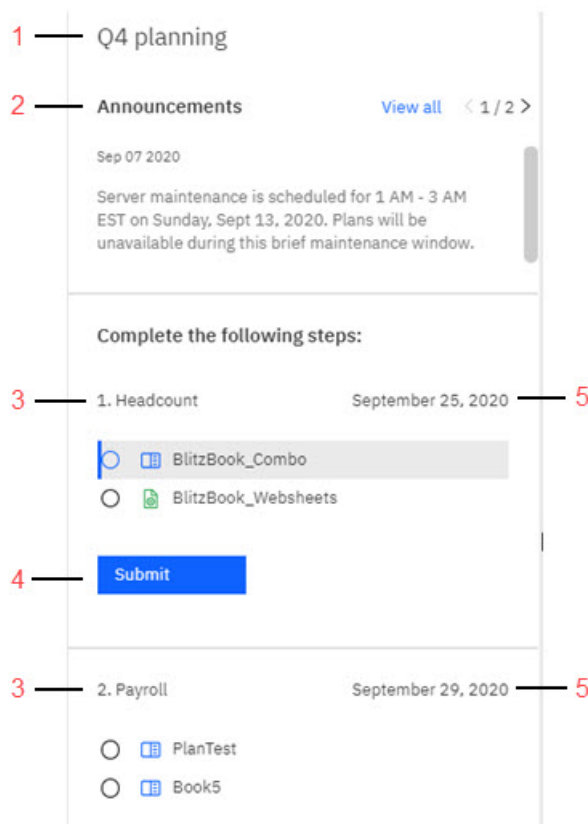 1 Q4 planning
2 Announcements View all < 1 / 2 >
Sep 07 2020
Server maintenance is scheduled for 1 AM - 3 AM
EST on Sunday, Sept 13, 2020. Plans will be
unavailable during this brief maintenance window.
Complete the following steps:
3 1. Headcount September 25, 2020 5
BlitzBook_Combo
BlitzBook_Websheets
4 Submit
3 2. Payroll September 29, 2020 5
PlanTest
Book5